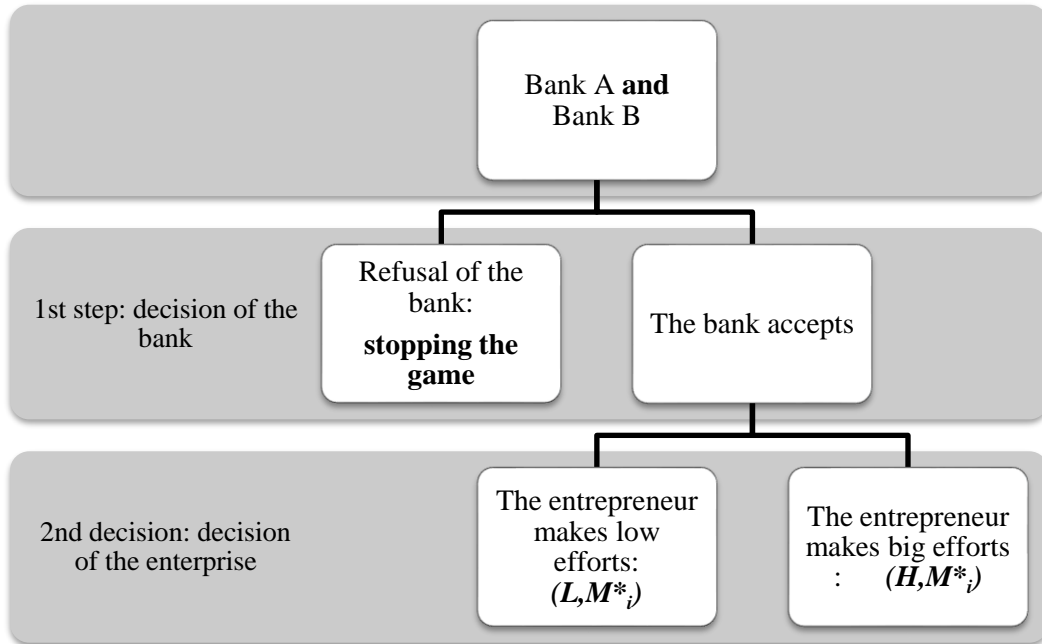 Bank A and
Bank B
1st step: decision of the
bank
Refusal of the
bank:
stopping the
game
The bank accepts
2nd decision: decision
of the enterprise
The entrepreneur
makes low
efforts:
(L,M*i)
The entrepreneur
makes big efforts
: (H,M*i)